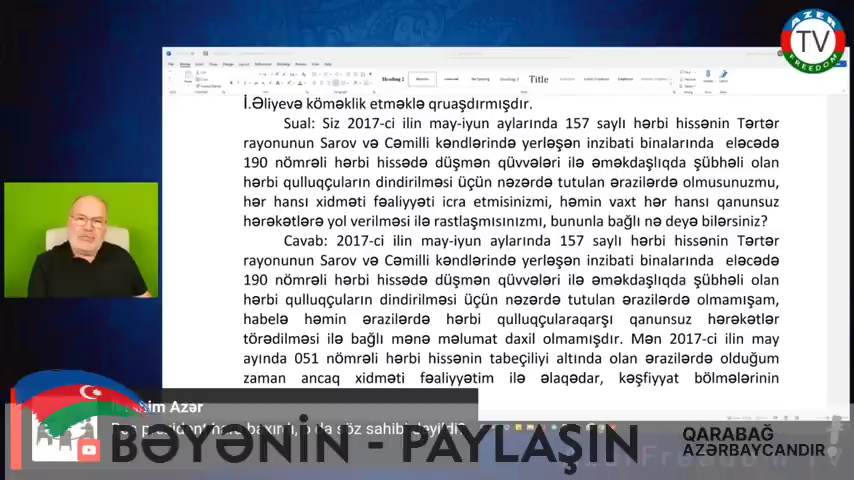 AZER
TV
FREEDOM
Heading 2
Title
İ.Əliyevə köməklik etməklə qruaşdırmışdır.
Sual: Siz 2017-ci ilin may-iyun aylarında 157 saylı hərbi hissənin Tərtər
rayonunun Sarov və Cəmilli kəndlərində yerləşən inzibati binalarında eləcədə
190 nömrəli hərbi hissədə düşmən qüvvələri ilə əməkdaşlıqda şübhəli olan
hərbi qulluqçuların dindirilməsi üçün nəzərdə tutulan ərazilərdə olmusunuzmu,
hər hansı xidməti fəaliyyəti icra etmisinizmi, həmin vaxt hər hansı qanunsuz
hərəkətlərə yol verilməsi ilə rastlaşmısınızmı, bununla bağlı nə deyə bilərsiniz?
Cavab: 2017-ci ilin may-iyun aylarında 157 saylı hərbi hissənin Tərtər
rayonunun Sarov və Cəmilli kəndlərində yerləşən inzibati binalarında eləcədə
190 nömrəli hərbi hissədə düşmən qüvvələri ilə əməkdaşlıqda şübhəli olan
hərbi qulluqçuların dindirilməsi üçün nəzərdə tutulan ərazilərdə olmamışam,
habelə həmin ərazilərdə hərbi qulluqçularaqarşı qanunsuz hərəkətlər
törədilməsi ilə bağlı mənə məlumat daxil olmamışdır. Mən 2017-ci ilin may
ayında 051 nömrəli hərbi hissənin tabeçiliyi altında olan ərazilərdə olduğum
zaman ancaq xidməti fəaliyyətim ilə əlaqədar, kəşfiyyat bölmələrinin
Azər
BƏYƏNİN - PAYLAŞIN
QARABAĞ
AZƏRBAYCANDIR